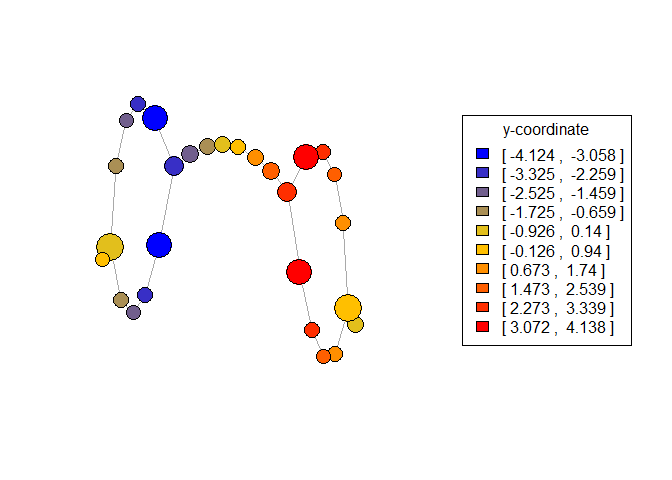 y-coordinate
[ -4.124 , -3.058 ]
[ -3.325 , -2.259 ]
[ -2.525 , -1.459 ]
[ -1.725 , -0.659 ]
[ -0.926 , 0.14 ]
[ -0.126 , 0.94 ]
[ 0.673 , 1.74 ]
[ 1.473 , 2.539 ]
[ 2.273 , 3.339 ]
[ 3.072 , 4.138 ]